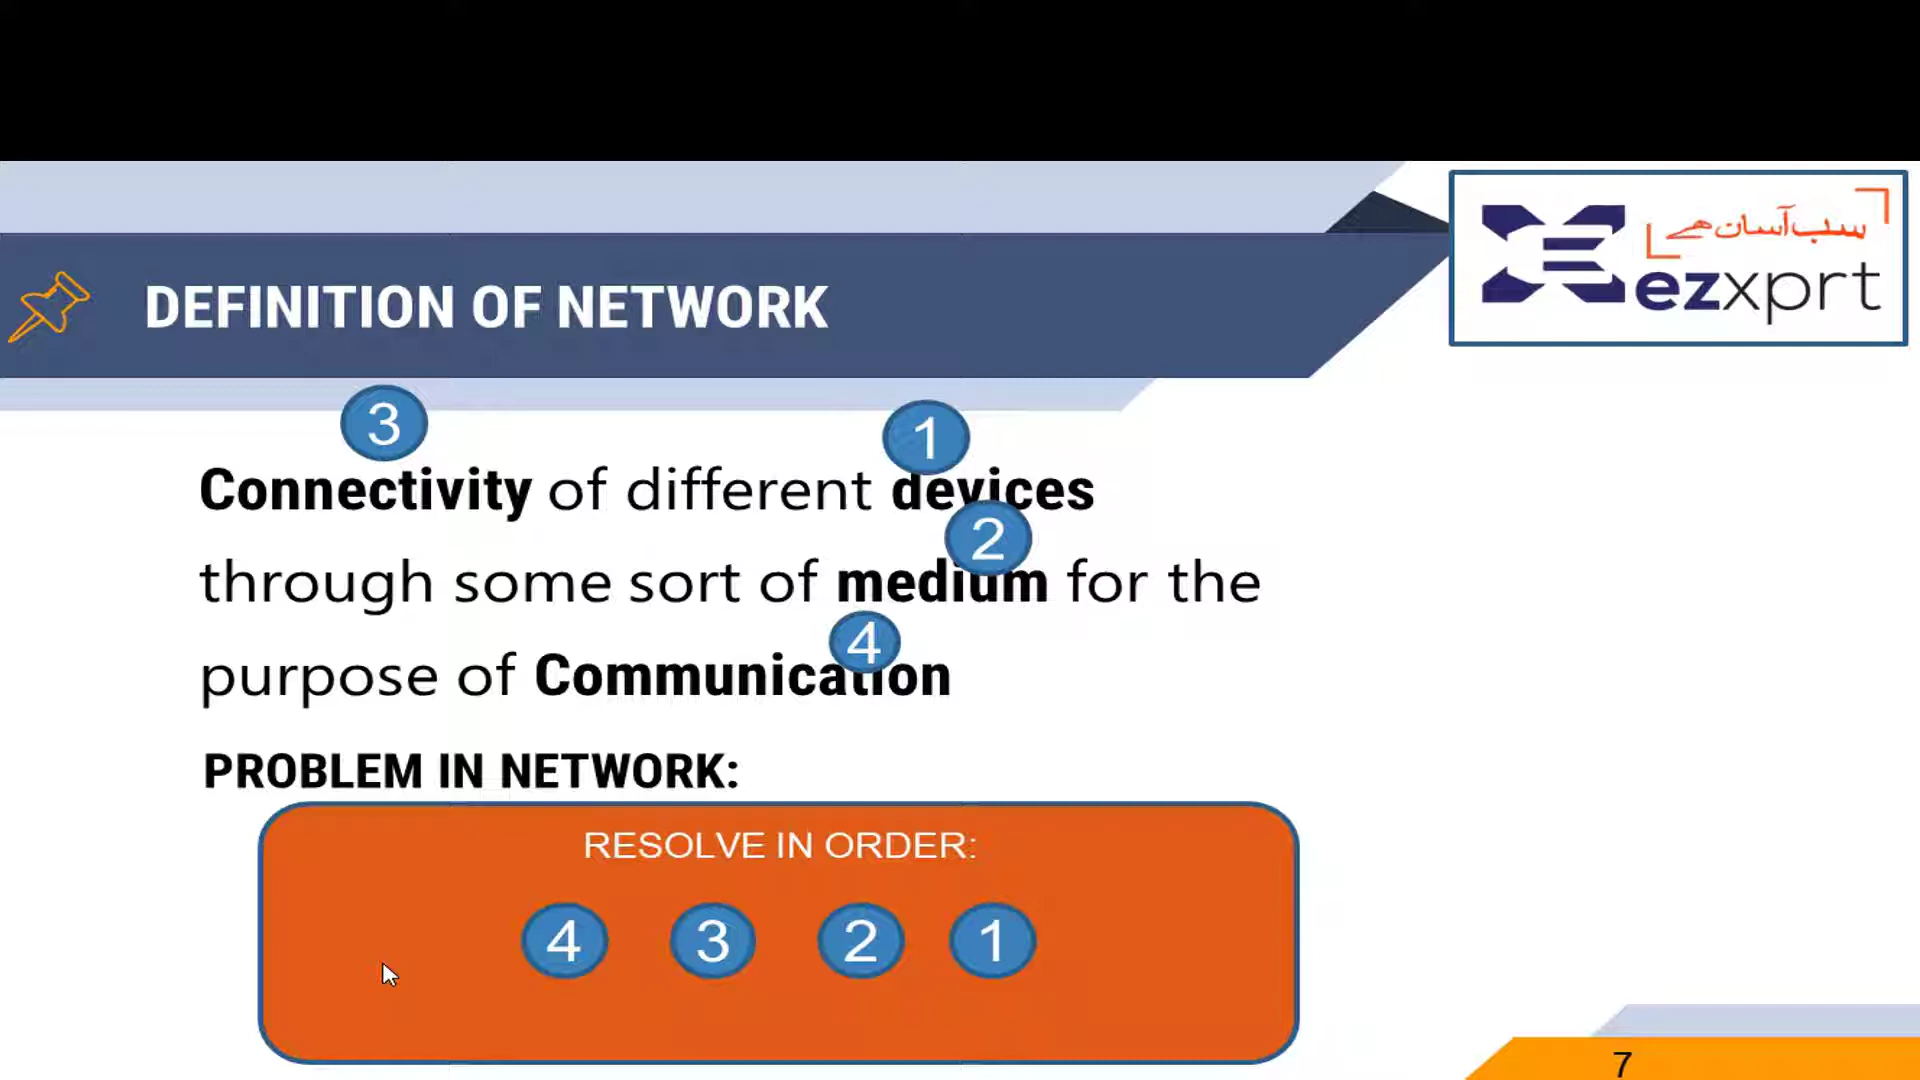 سب آسان ھے
ezxprt
DEFINITION OF NETWORK
3
1
Connectivity of different devices
2
through some sort of medium for the
4
purpose of Communication
PROBLEM IN NETWORK:
RESOLVE IN ORDER:
4 3 2 1
7